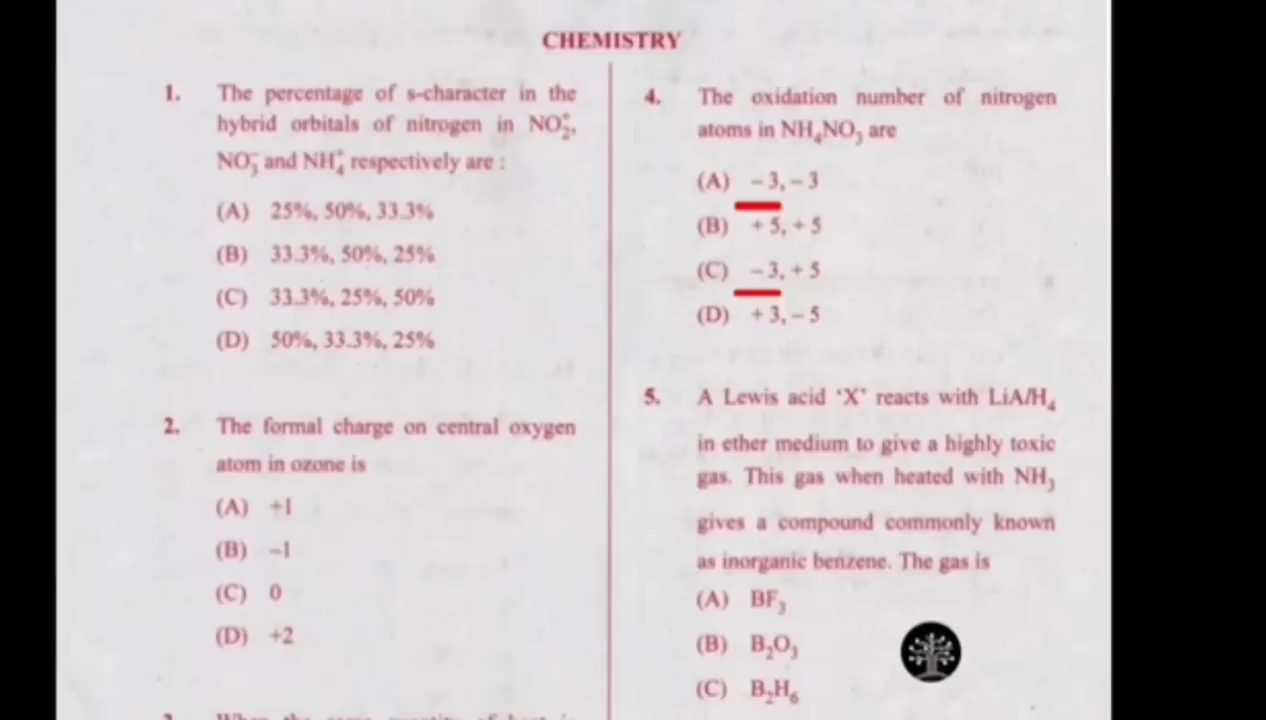 CHEMISTRY
1. The percentage of s-character in the
hybrid orbitals of nitrogen in NO₂⁺,
NO₃⁻ and NH₄⁺ respectively are :
(A) 25%, 50%, 33.3%
(B) 33.3%, 50%, 25%
(C) 33.3%, 25%, 50%
(D) 50%, 33.3%, 25%
2. The formal charge on central oxygen
atom in ozone is
(A) +1
(B) –1
(C) 0
(D) +2
4. The oxidation number of nitrogen
atoms in NH₄NO₃ are
(A) – 3, – 3
(B) + 5, + 5
(C) – 3, + 5
(D) + 3, – 5
5. A Lewis acid ‘X’ reacts with LiAlH₄
in ether medium to give a highly toxic
gas. This gas when heated with NH₃
gives a compound commonly known
as inorganic benzene. The gas is
(A) BF₃
(B) B₂O₃
(C) B₂H₆